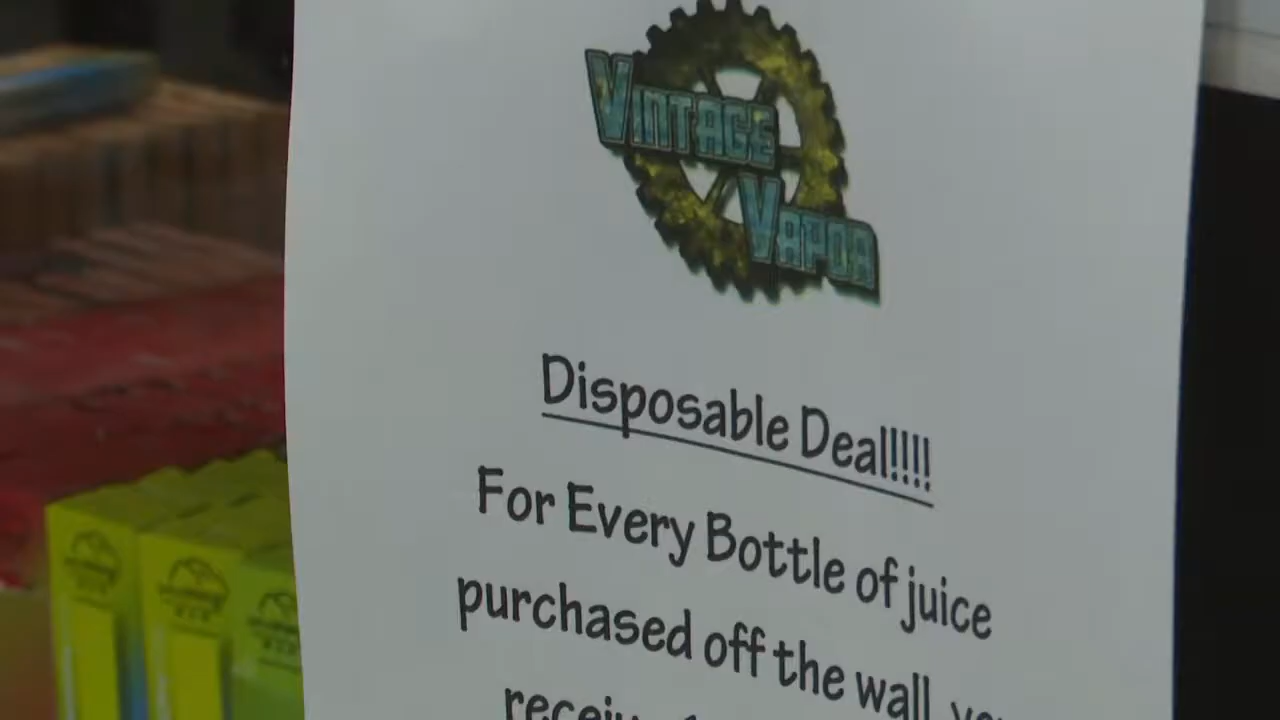 VINTAGE
VAPOR
Disposable Deal!!!!
For Every Bottle of juice
purchased off the wall